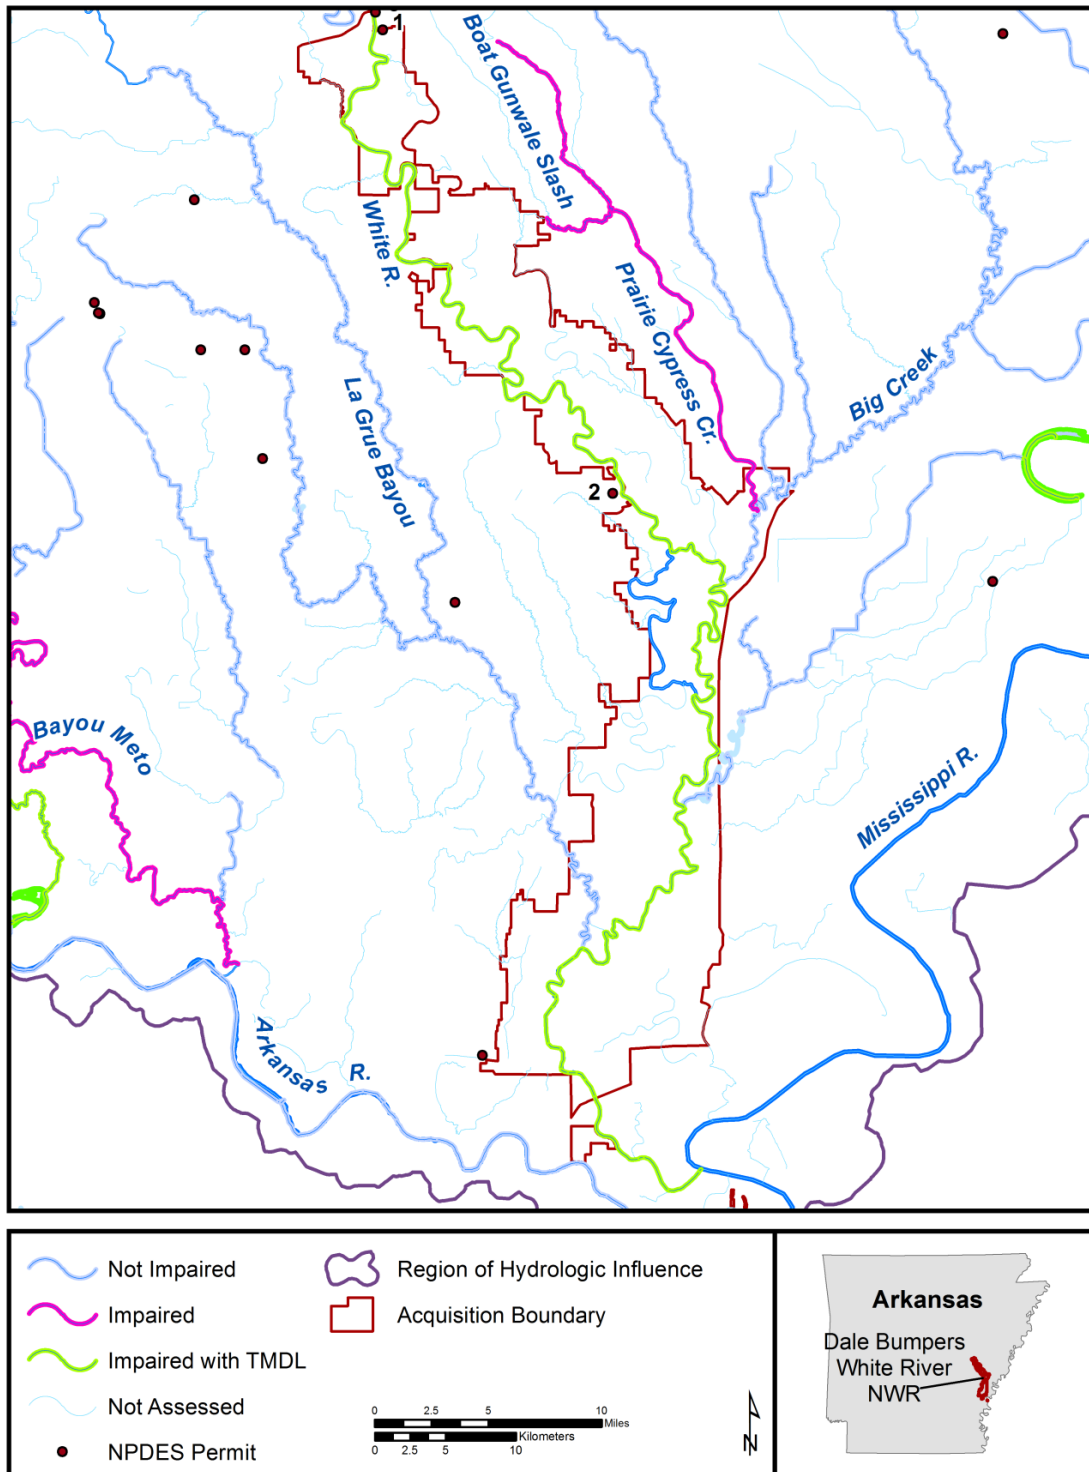 1
Boat Gunwale Slash
White R.
Prairie Cypress Cr.
La Grue Bayou
Big Creek
2
Bayou Meto
Mississippi R.
Arkansas R.
Not Impaired
Impaired
Impaired with TMDL
Not Assessed
NPDES Permit
Region of Hydrologic Influence
Acquisition Boundary
0 2.5 5 10
Miles
Kilometers
0 2.5 5 10
N
Arkansas
Dale Bumpers
White River
NWR